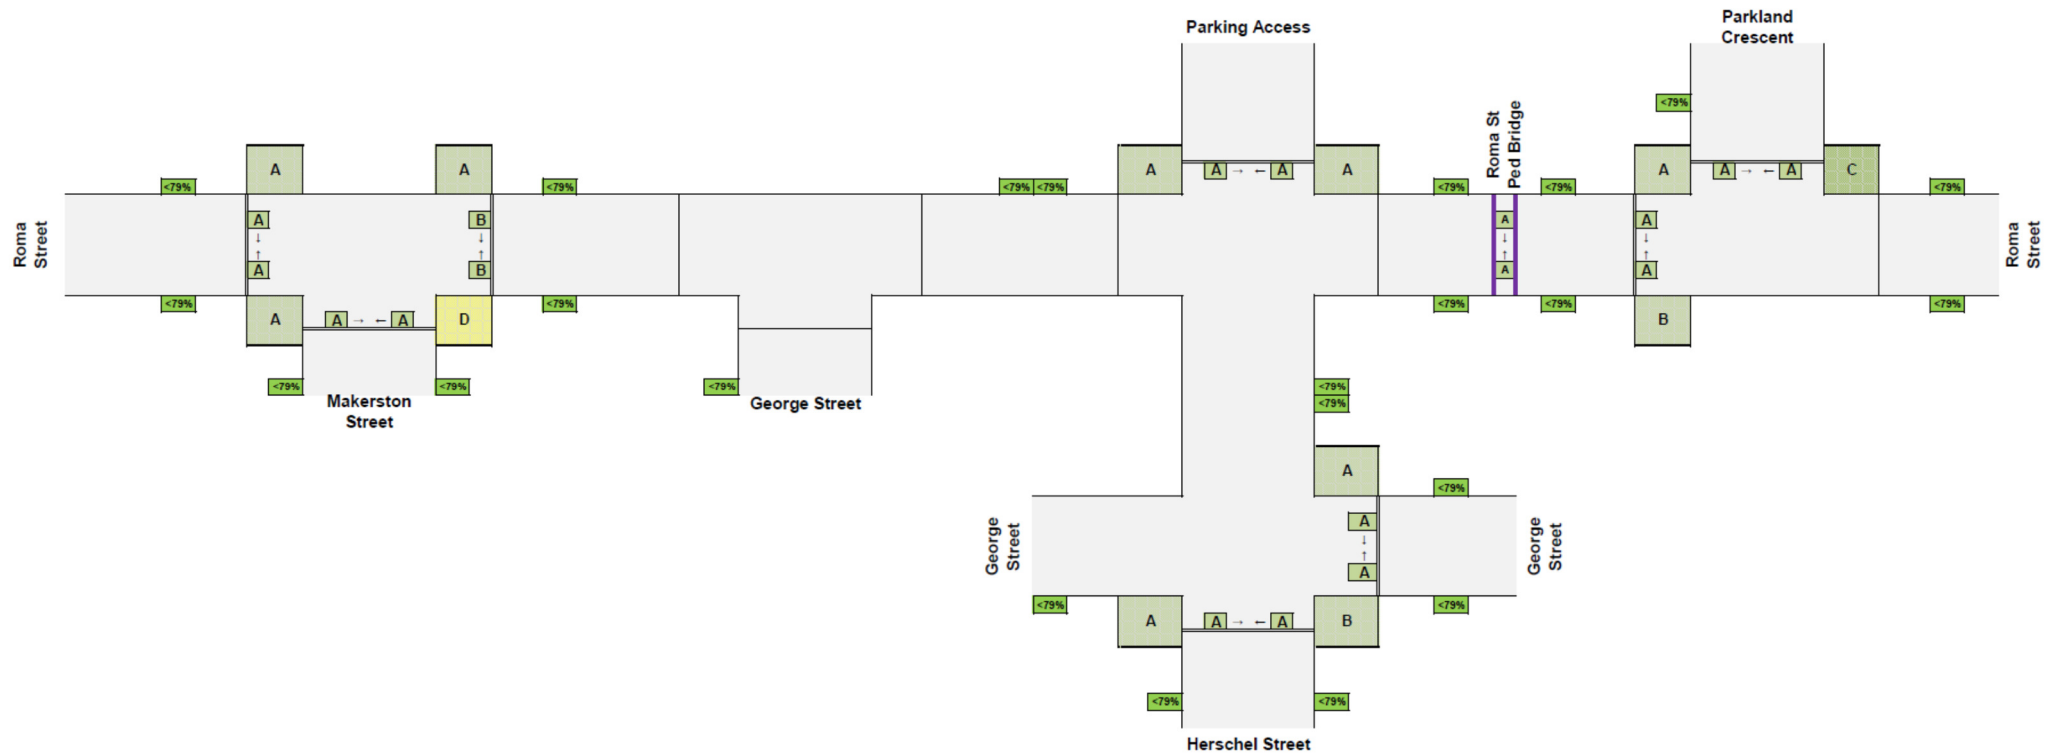 Parking Access
Parkland
Crescent
<79%
Roma St
Ped Bridge
A
A
A
A
A
C
A → ← A
A → ← A
<79%
<79%
<79% <79%
<79%
<79%
<79%
Roma
Street
A
↓
↑
A
B
↓
↑
B
A
↓
↑
A
A
↓
↑
A
Roma
Street
<79%
<79%
<79%
<79%
<79%
A
A → ← A
D
B
<79%
<79%
<79%
<79%
<79%
Makerston
Street
George Street
A
<79%
George
Street
A
↓
↑
A
George
Street
<79%
<79%
A
A → ← A
B
<79%
<79%
Herschel Street